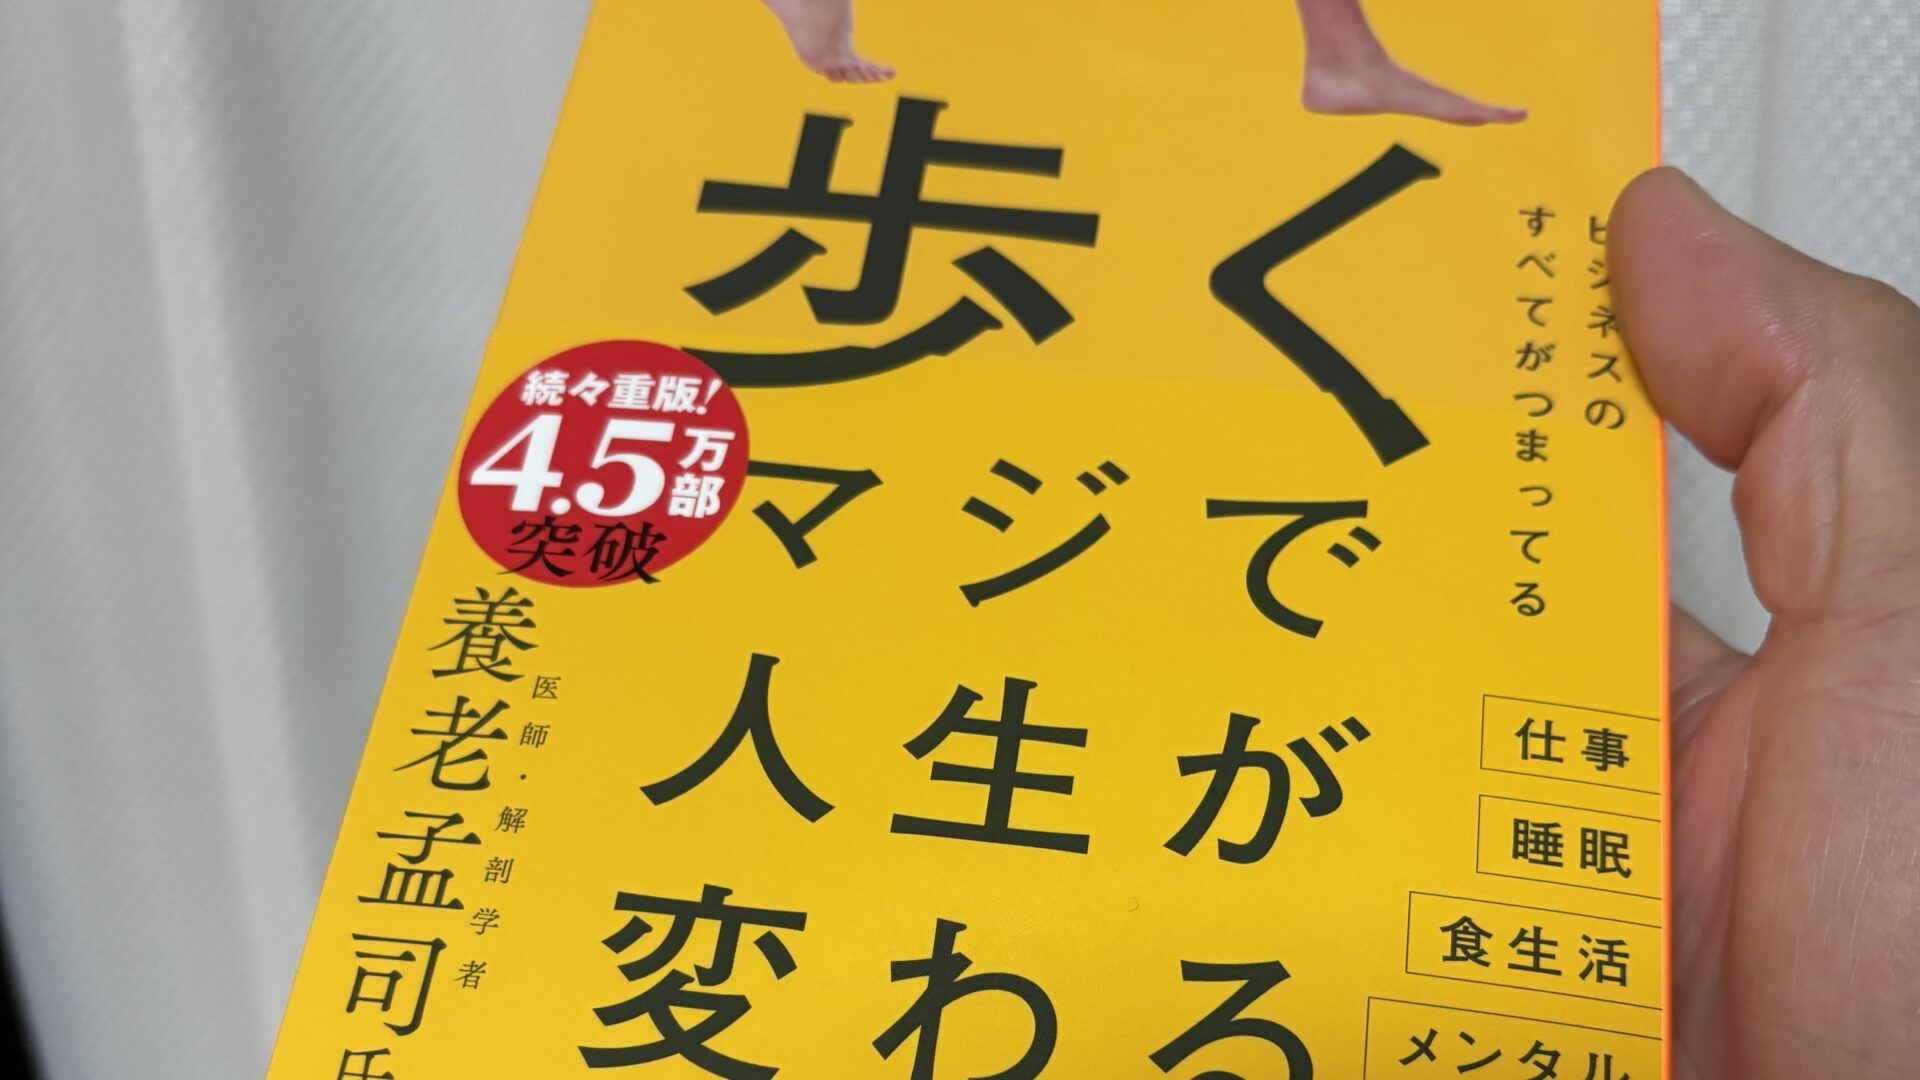 歩く
ビジネスの
すべてがつまってる
続々重版!
4.5万部
突破
マジで
人生が
変わる
医師・解剖学者
養老孟司氏
仕事
睡眠
食生活
メンタル